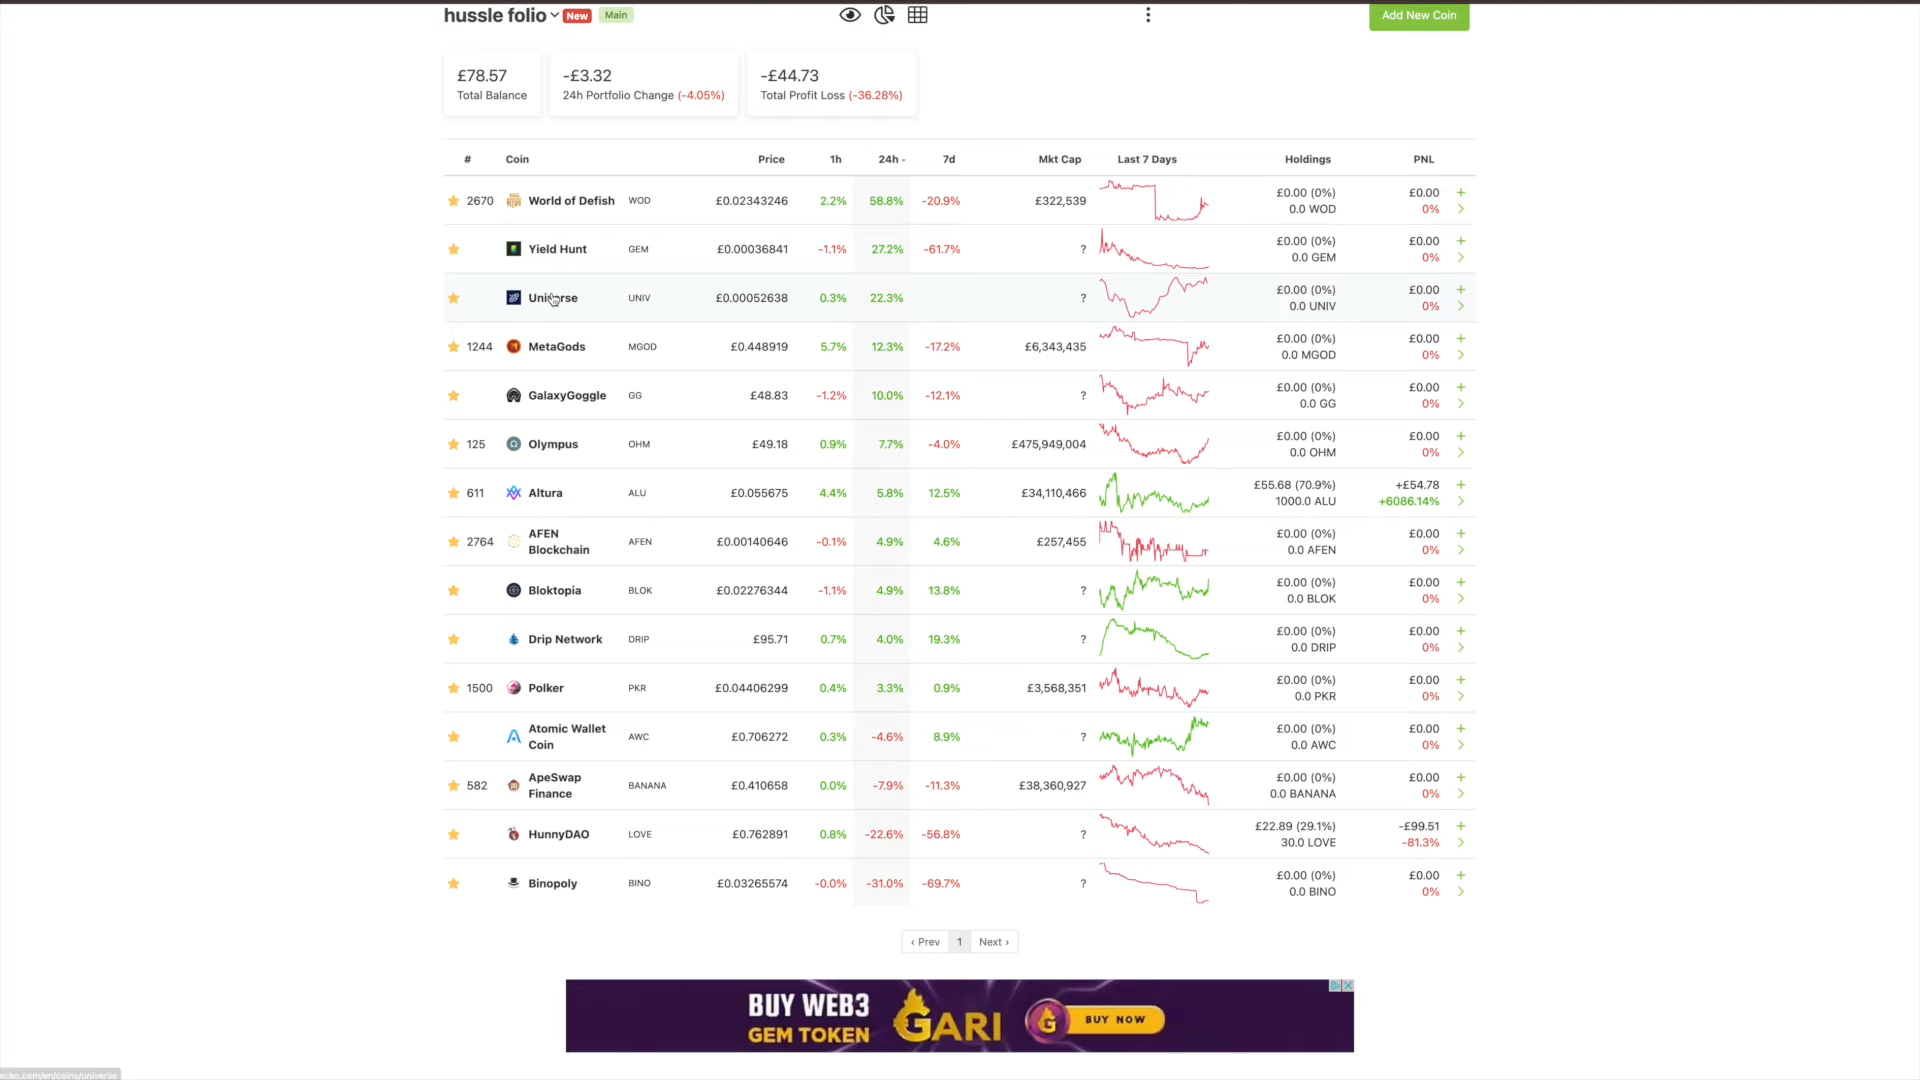 hussle folio New Main Add New Coin
£78.57 -£3.32 -£44.73
Total Balance 24h Portfolio Change (-4.05%) Total Profit Loss (-36.28%)
# Coin Price 1h 24h 7d Mkt Cap Last 7 Days Holdings PNL
2670 World of Defish WOD £0.02343246 2.2% 58.8% -20.9% £322,539 £0.00 (0%) £0.00 +
0.0 WOD 0%
Yield Hunt GEM £0.00036841 -1.1% 27.2% -61.7% ? £0.00 (0%) £0.00 +
0.0 GEM 0%
Universe UNIV £0.00052638 0.3% 22.3% ? £0.00 (0%) £0.00 +
0.0 UNIV 0%
1244 MetaGods MGOD £0.448919 5.7% 12.3% -17.2% £6,343,435 £0.00 (0%) £0.00 +
0.0 MGOD 0%
GalaxyGoggle GG £48.83 -1.2% 10.0% -12.1% ? £0.00 (0%) £0.00 +
0.0 GG 0%
125 Olympus OHM £49.18 0.9% 7.7% -4.0% £475,949,004 £0.00 (0%) £0.00 +
0.0 OHM 0%
611 Altura ALU £0.055675 4.4% 5.8% 12.5% £34,110,466 £55.68 (70.9%) +£54.78 +
1000.0 ALU +6086.14%
2764 AFEN Blockchain AFEN £0.00140646 -0.1% 4.9% 4.6% £257,455 £0.00 (0%) £0.00 +
0.0 AFEN 0%
Bloktopia BLOK £0.02276344 -1.1% 4.9% 13.8% ? £0.00 (0%) £0.00 +
0.0 BLOK 0%
Drip Network DRIP £95.71 0.7% 4.0% 19.3% ? £0.00 (0%) £0.00 +
0.0 DRIP 0%
1500 Polker PKR £0.04406299 0.4% 3.3% 0.9% £3,568,351 £0.00 (0%) £0.00 +
0.0 PKR 0%
Atomic Wallet Coin AWC £0.706272 0.3% -4.6% 8.9% ? £0.00 (0%) £0.00 +
0.0 AWC 0%
582 ApeSwap Finance BANANA £0.410658 0.0% -7.9% -11.3% £38,360,927 £0.00 (0%) £0.00 +
0.0 BANANA 0%
HunnyDAO LOVE £0.762891 0.8% -22.6% -56.8% ? £22.89 (29.1%) -£99.51 +
30.0 LOVE -81.3%
Binopoly BINO £0.03265574 -0.0% -31.0% -69.7% ? £0.00 (0%) £0.00 +
0.0 BINO 0%
‹ Prev 1 Next ›
BUY WEB3
GEM TOKEN GARI BUY NOW
ecko.com/en/coins/universe